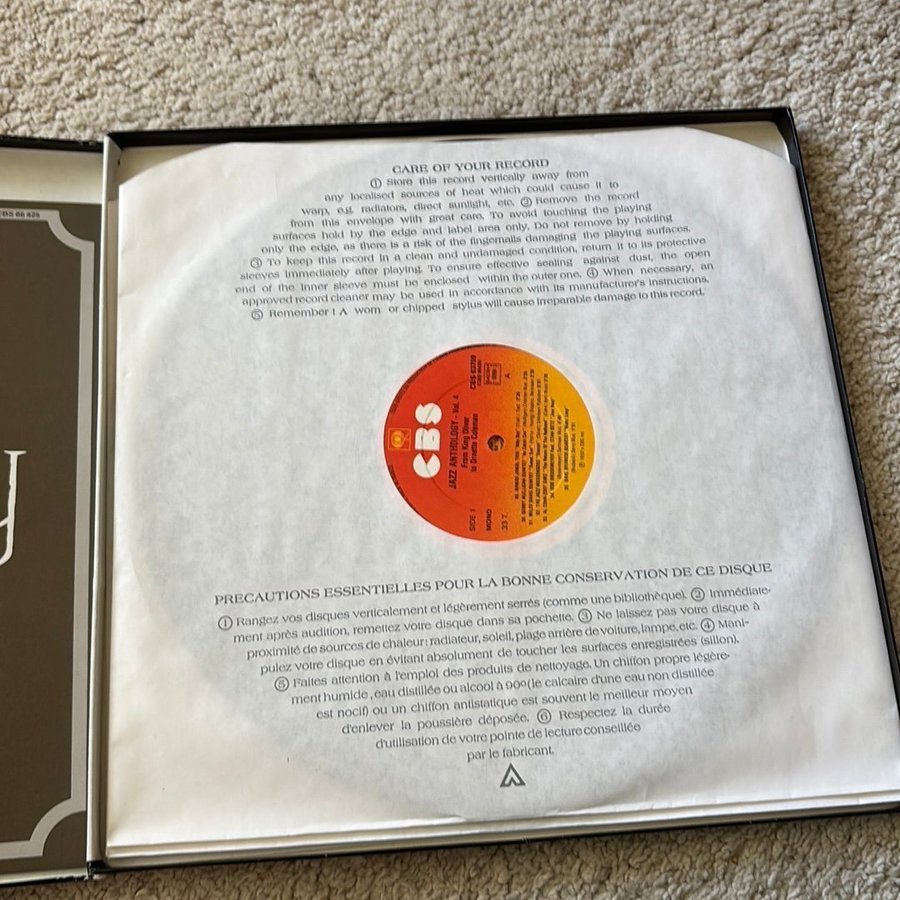 CARE OF YOUR RECORD
① Store this record vertically away from
any localised sources of heat which could cause it to
warp, e.g. radiators, direct sunlight, etc. ② Remove the record
from this envelope with great care. To avoid touching the playing
surfaces hold by the edge and label area only. Do not remove by holding
only the edge, as there is a risk of the fingernails damaging the playing surfaces.
③ To keep this record in a clean and undamaged condition, return it to its protective
sleeves immediately after playing. To ensure effective sealing against dust, the open
end of the inner sleeve must be enclosed within the outer one. ④ When necessary, an
approved record cleaner may be used in accordance with its manufacturer's instructions.
⑤ Remember ! A worn or chipped stylus will cause irreparable damage to this record.
CBS
JAZZ ANTHOLOGY - Vol. 4
From King Oliver
to Ornette Coleman
SIDE 1
MONO
33 T.
A
PRECAUTIONS ESSENTIELLES POUR LA BONNE CONSERVATION DE CE DISQUE
① Rangez vos disques verticalement et légèrement serrés (comme une bibliothèque). ② Immédiate-
ment après audition, remettez votre disque dans sa pochette. ③ Ne laissez pas votre disque à
proximité de sources de chaleur: radiateur, soleil, plage arrière de voiture, lampe, etc. ④ Mani-
pulez votre disque en évitant absolument de toucher les surfaces enregistrées (sillon).
⑤ Faites attention à l'emploi des produits de nettoyage. Un chiffon propre légère-
ment humide, eau distillée ou alcool à 90° (le calcaire d'une eau non distillée
est nocif) ou un chiffon antistatique est souvent le meilleur moyen
d'enlever la poussière déposée. ⑥ Respectez la durée
d'utilisation de votre pointe de lecture conseillée
par le fabricant.